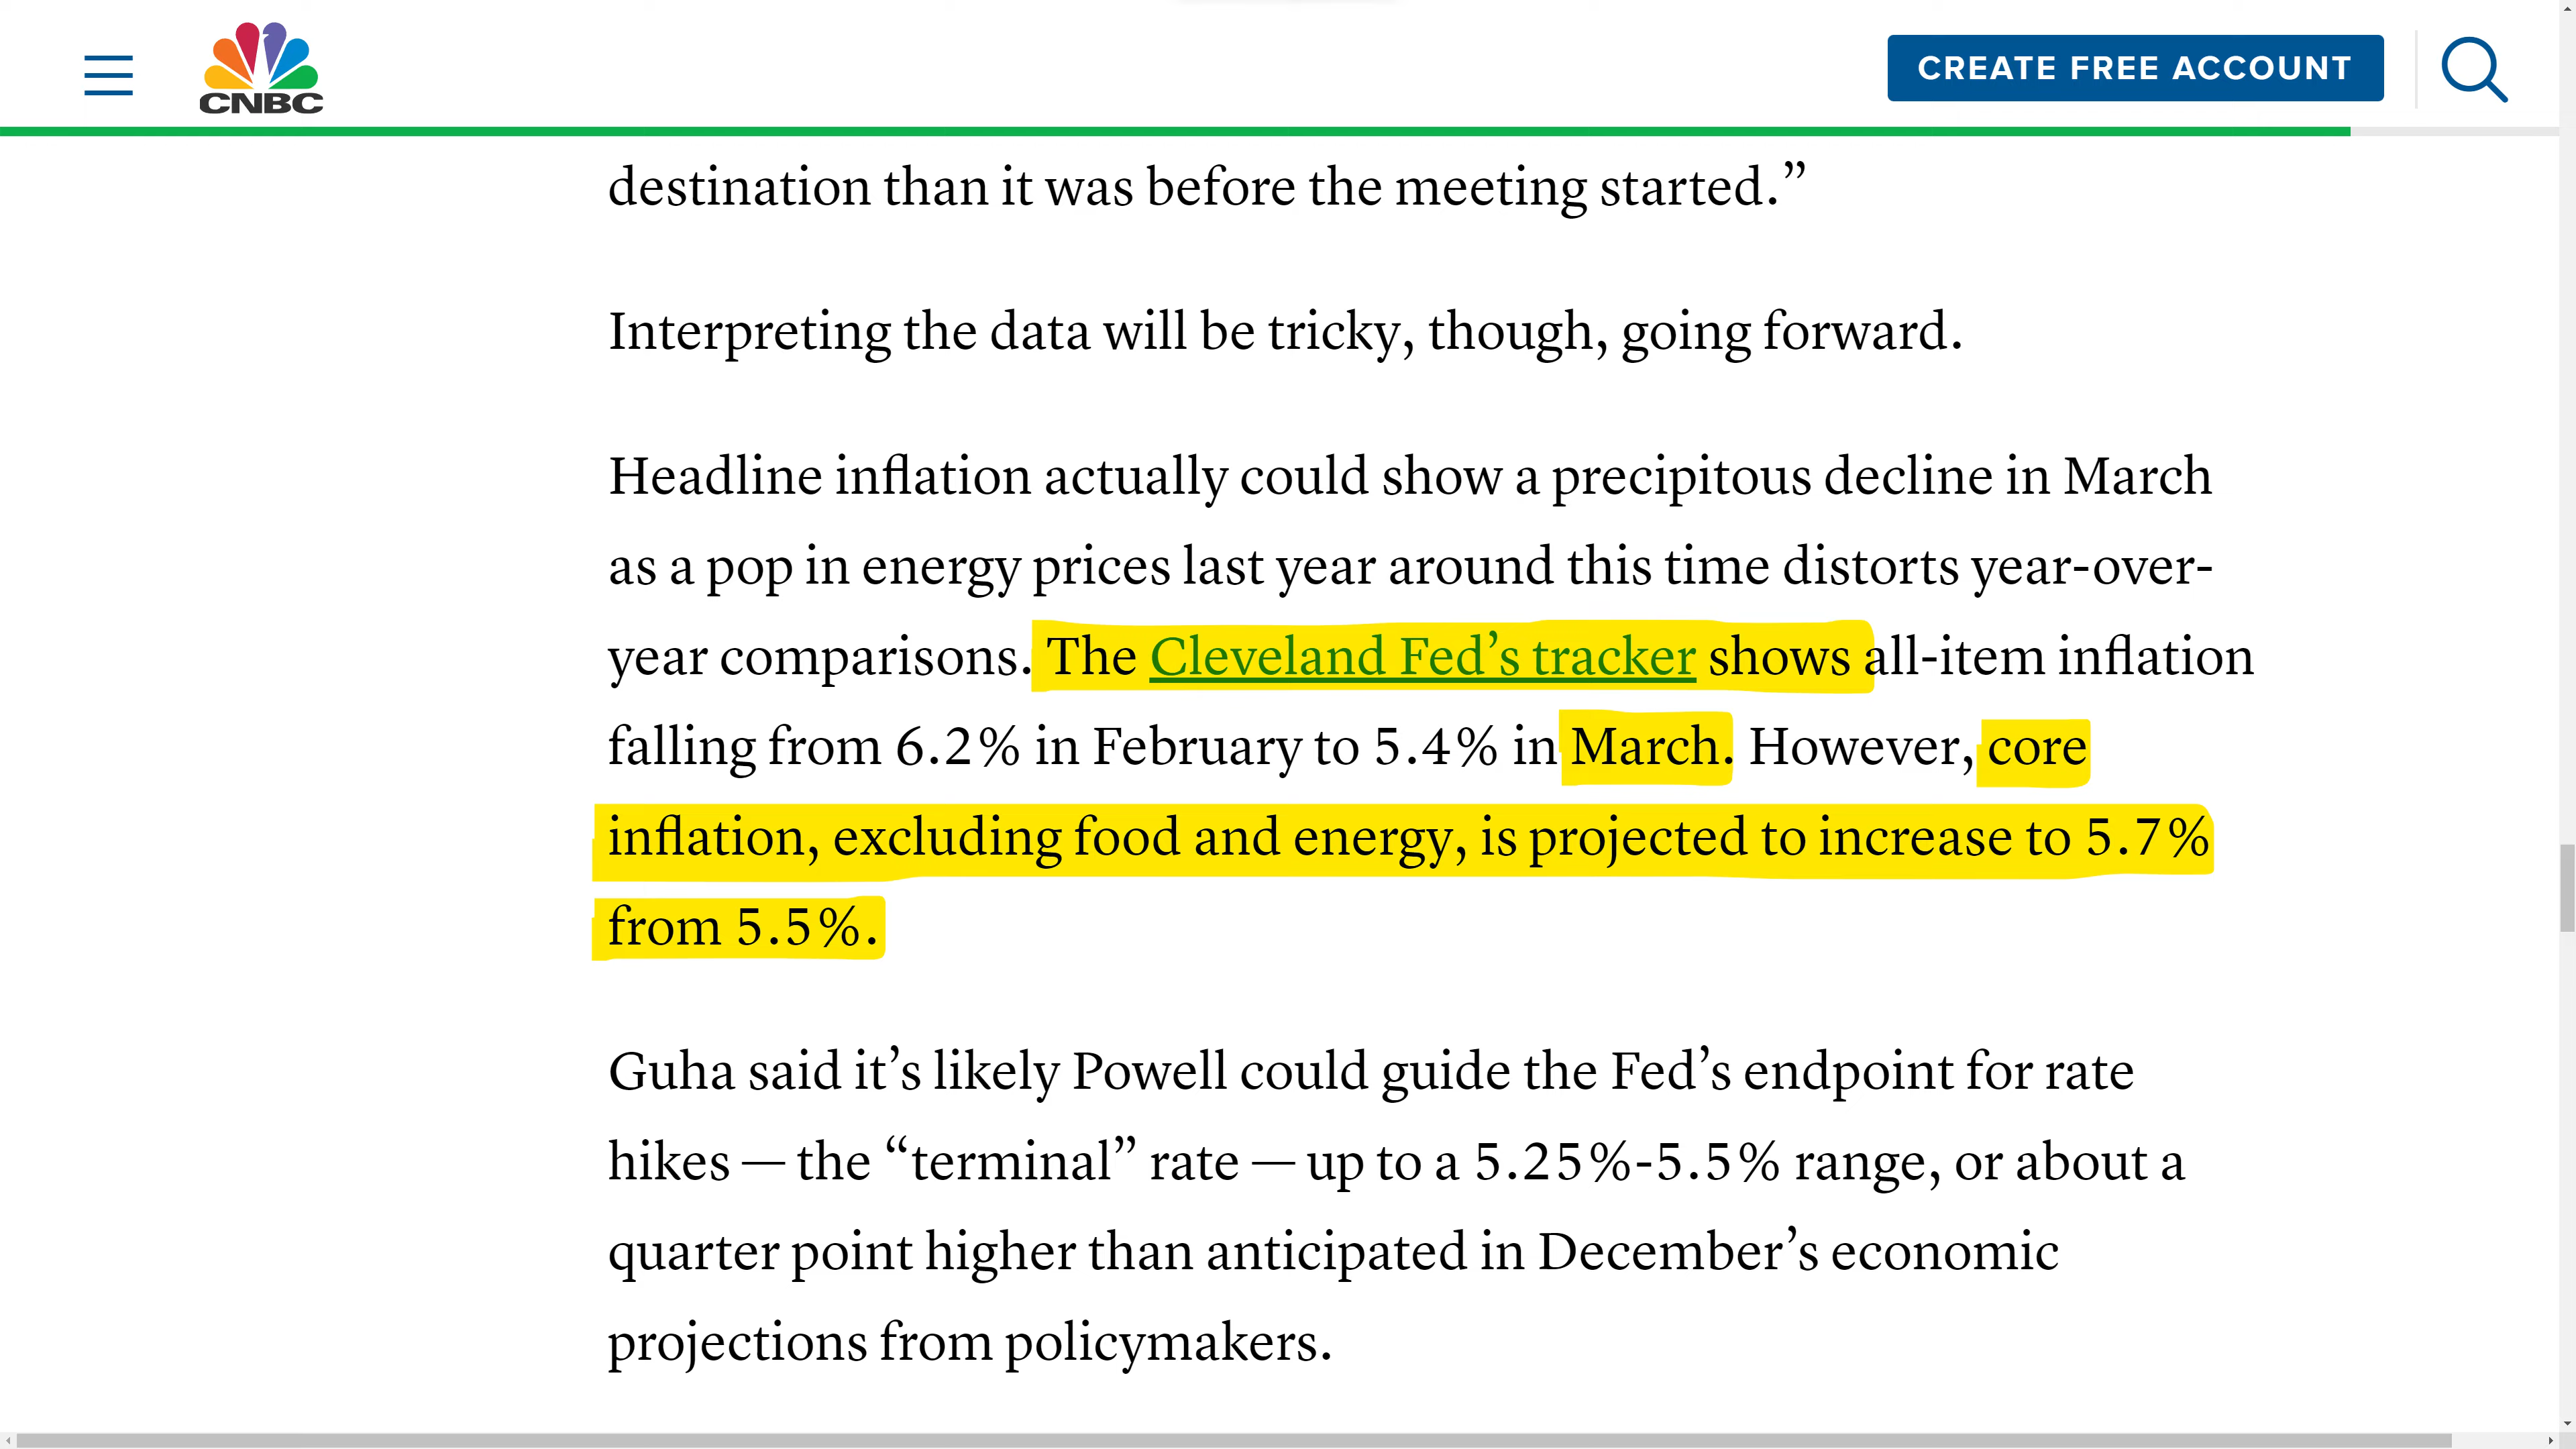 CNBC
CREATE FREE ACCOUNT
destination than it was before the meeting started.”
Interpreting the data will be tricky, though, going forward.
Headline inflation actually could show a precipitous decline in March
as a pop in energy prices last year around this time distorts year-over-
year comparisons. The Cleveland Fed’s tracker shows all-item inflation
falling from 6.2% in February to 5.4% in March. However, core
inflation, excluding food and energy, is projected to increase to 5.7%
from 5.5%.
Guha said it’s likely Powell could guide the Fed’s endpoint for rate
hikes — the “terminal” rate — up to a 5.25%-5.5% range, or about a
quarter point higher than anticipated in December’s economic
projections from policymakers.